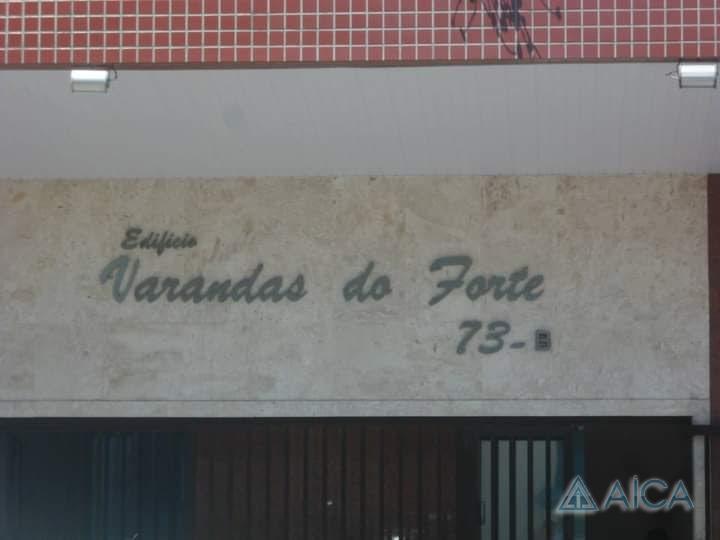 Edifício
Varandas do Forte
73-
AICA